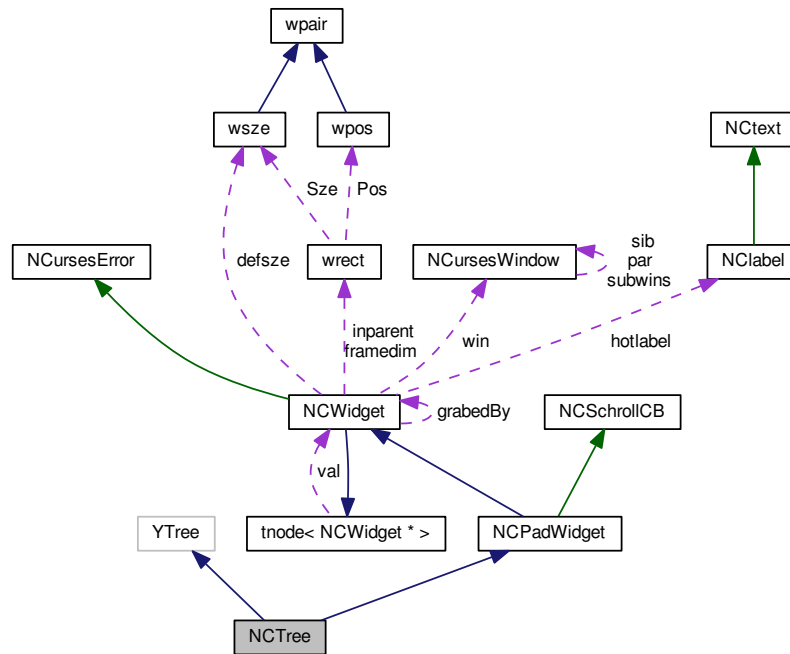 wpair
wsze
wpos
NCtext
Sze
Pos
NCursesError
defsze
wrect
NCursesWindow
sib
par
subwins
NClabel
inparent
framedim
win
hotlabel
NCWidget
grabedBy
NCSchrollCB
val
YTree
tnode< NCWidget * >
NCPadWidget
NCTree